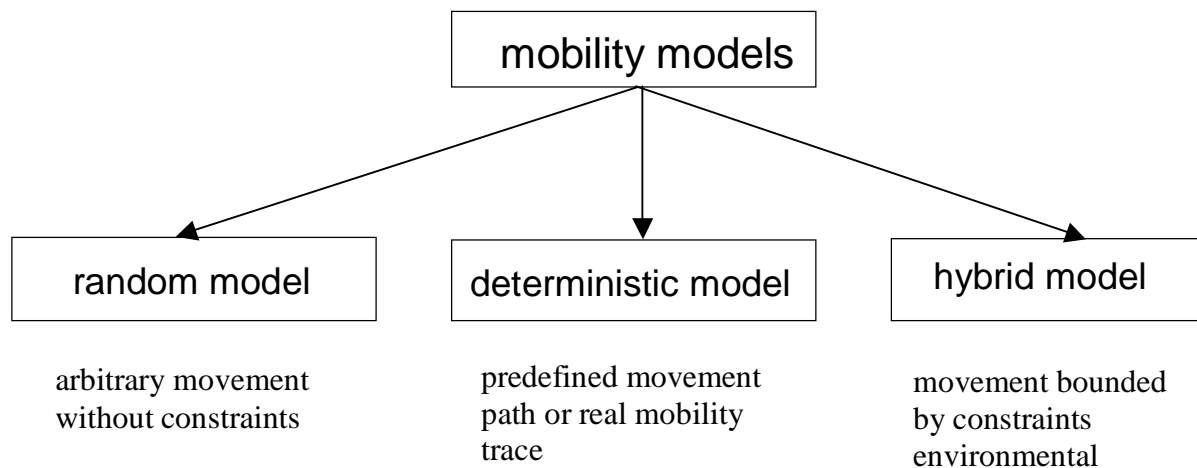 mobility models
random model
deterministic model
hybrid model
arbitrary movement
without constraints
predefined movement
path or real mobility
trace
movement bounded
by constraints
environmental